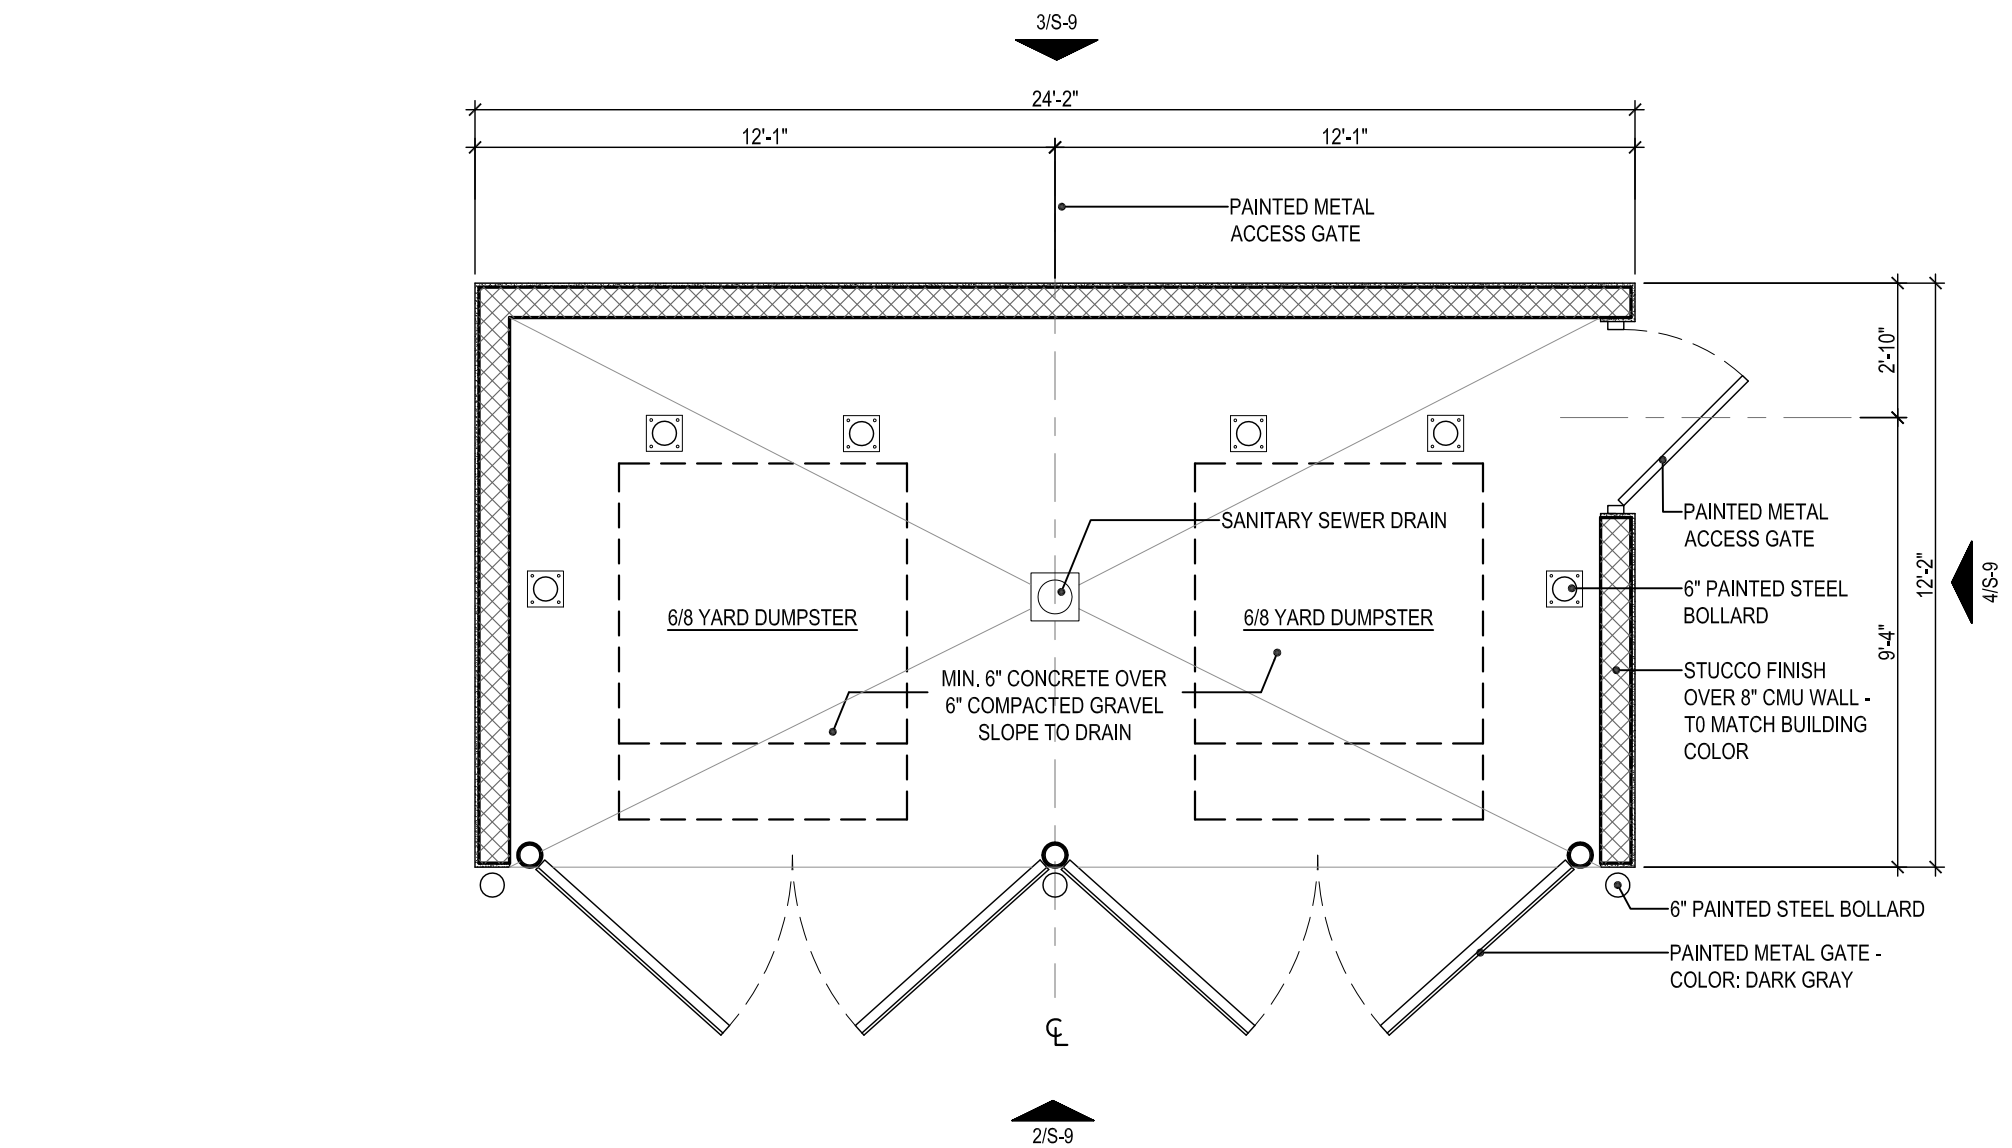 3/S-9
24'-2"
12'-1"
12'-1"
PAINTED METAL
ACCESS GATE
2'-10"
SANITARY SEWER DRAIN
PAINTED METAL
ACCESS GATE
12'-2"
4/S-9
6" PAINTED STEEL
BOLLARD
6/8 YARD DUMPSTER
6/8 YARD DUMPSTER
9'-4"
MIN. 6" CONCRETE OVER
6" COMPACTED GRAVEL
SLOPE TO DRAIN
STUCCO FINISH
OVER 8" CMU WALL -
T0 MATCH BUILDING
COLOR
6" PAINTED STEEL BOLLARD
PAINTED METAL GATE -
COLOR: DARK GRAY
℄
2/S-9